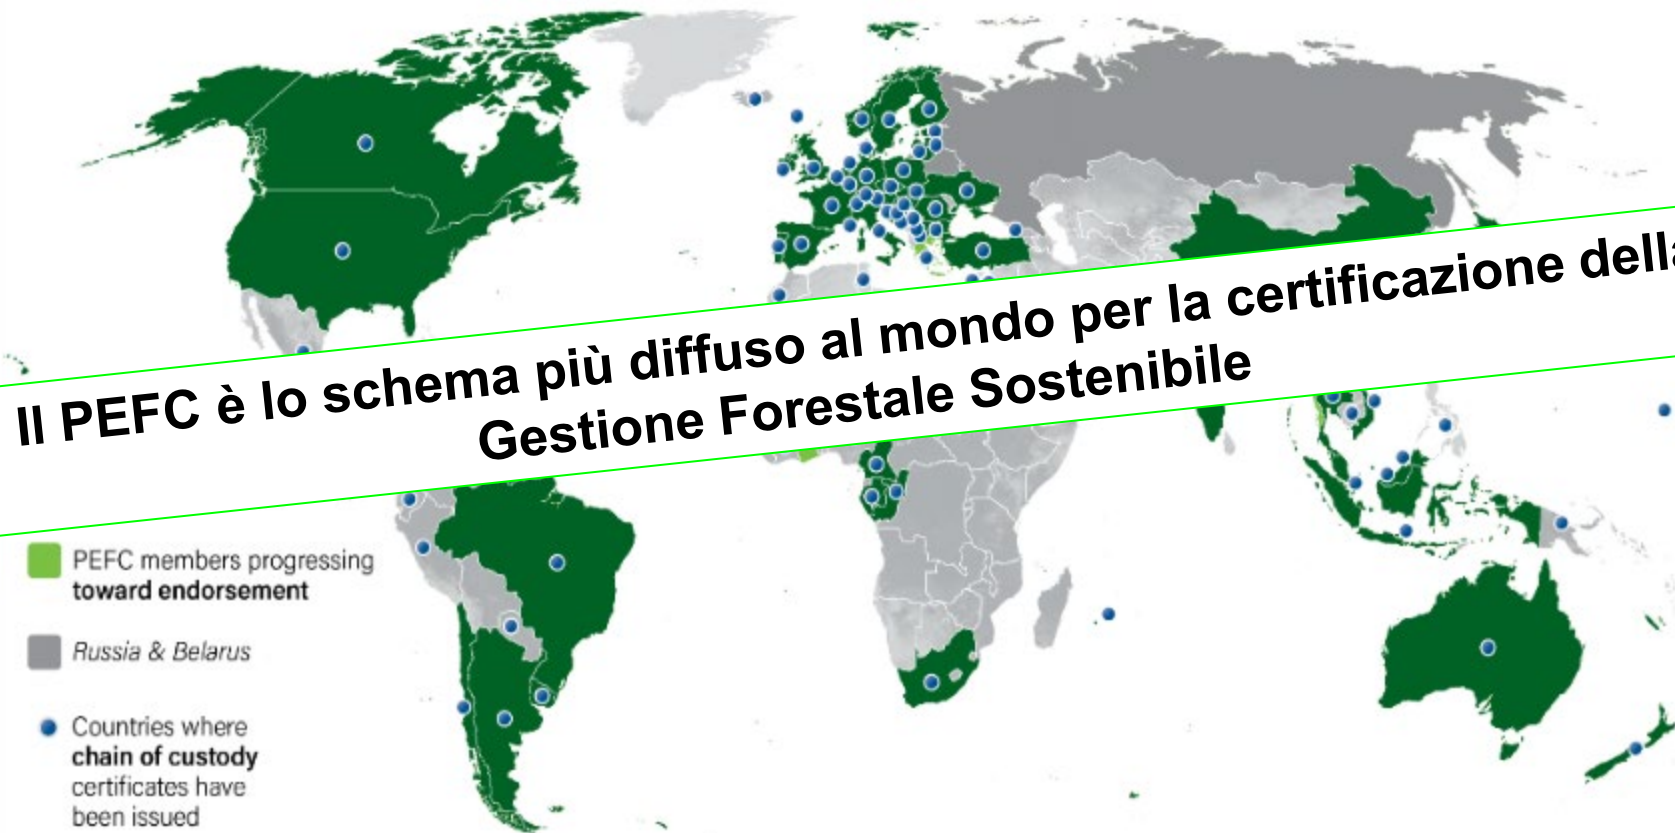 Il PEFC è lo schema più diffuso al mondo per la certificazione della
Gestione Forestale Sostenibile
PEFC members progressing
toward endorsement
Russia & Belarus
Countries where
chain of custody
certificates have
been issued